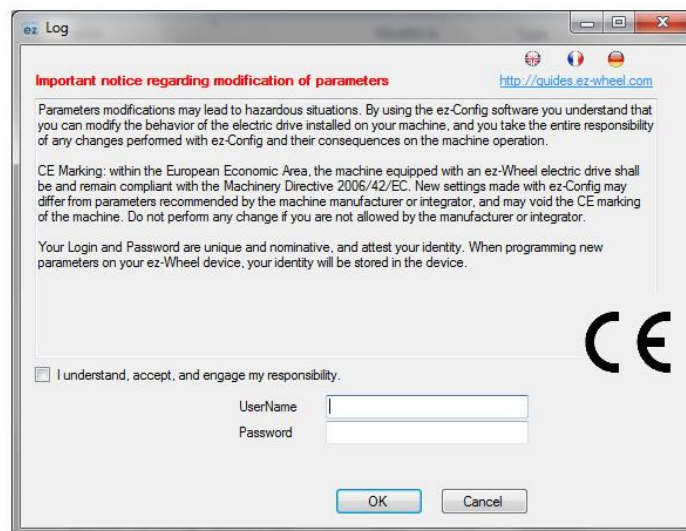 ez Log
Important notice regarding modification of parameters
http://guides.ez-wheel.com
Parameters modifications may lead to hazardous situations. By using the ez-Config software you understand that
you can modify the behavior of the electric drive installed on your machine, and you take the entire responsibility
of any changes performed with ez-Config and their consequences on the machine operation.
CE Marking: within the European Economic Area, the machine equipped with an ez-Wheel electric drive shall
be and remain compliant with the Machinery Directive 2006/42/EC. New settings made with ez-Config may
differ from parameters recommended by the machine manufacturer or integrator, and may void the CE marking
of the machine. Do not perform any change if you are not allowed by the manufacturer or integrator.
Your Login and Password are unique and nominative, and attest your identity. When programming new
parameters on your ez-Wheel device, your identity will be stored in the device.
CE
I understand, accept, and engage my responsibility.
UserName
Password
OK Cancel